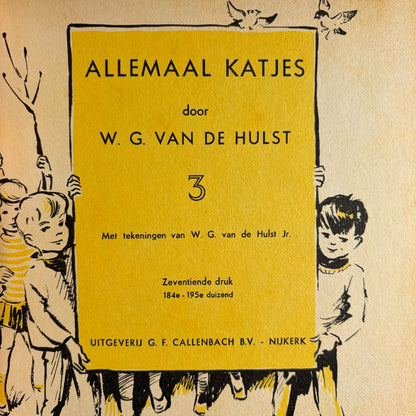 ALLEMAAL KATJES
door
W. G. VAN DE HULST
3
Met tekeningen van W. G. van de Hulst Jr.
Zeventiende druk
184e - 195e duizend
UITGEVERIJ G. F. CALLENBACH B.V. - NIJKERK